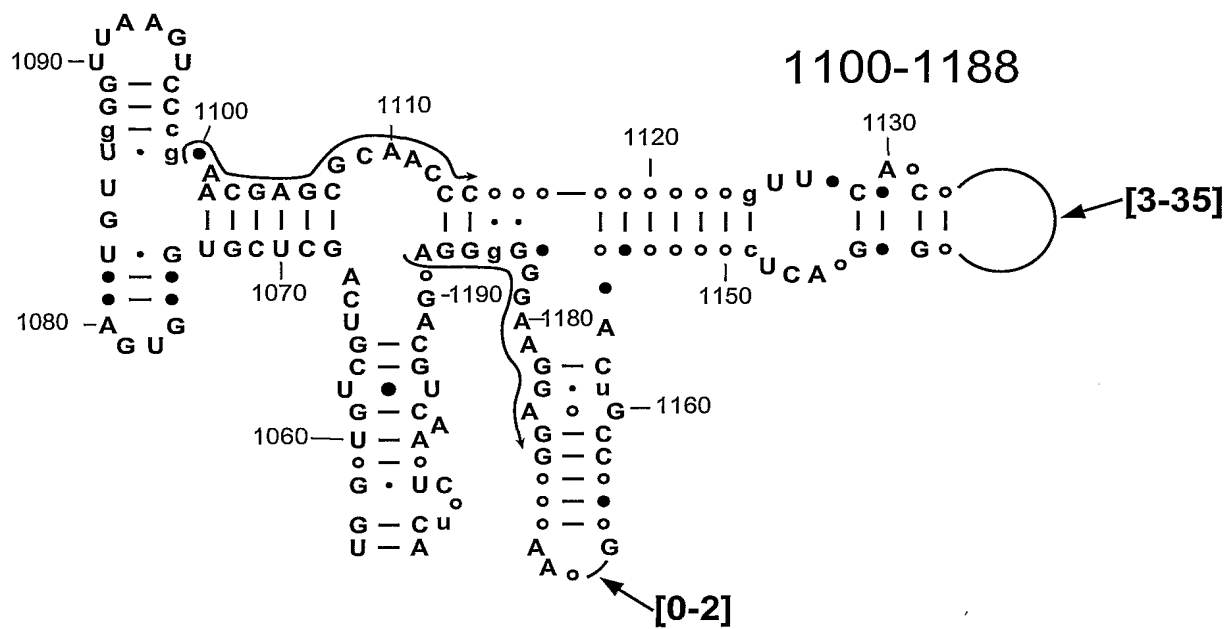 U A A G
1090 U U
1100-1188
G C
G C
1100
1110
1120
1130
g c
U g
A
G C A A C
A
U
A A C G A G C
C C
g U U C C
[3-35]
G
U G
U G C U C G
A G G g G
c U C A G G
1070
1150
1080 A G U G
A C U G C U G U G G U
1060
1190
G A C G U C A A U C u C A
G G A A G G A G G
1180
A C u G C C
1160
A A G
[0-2]